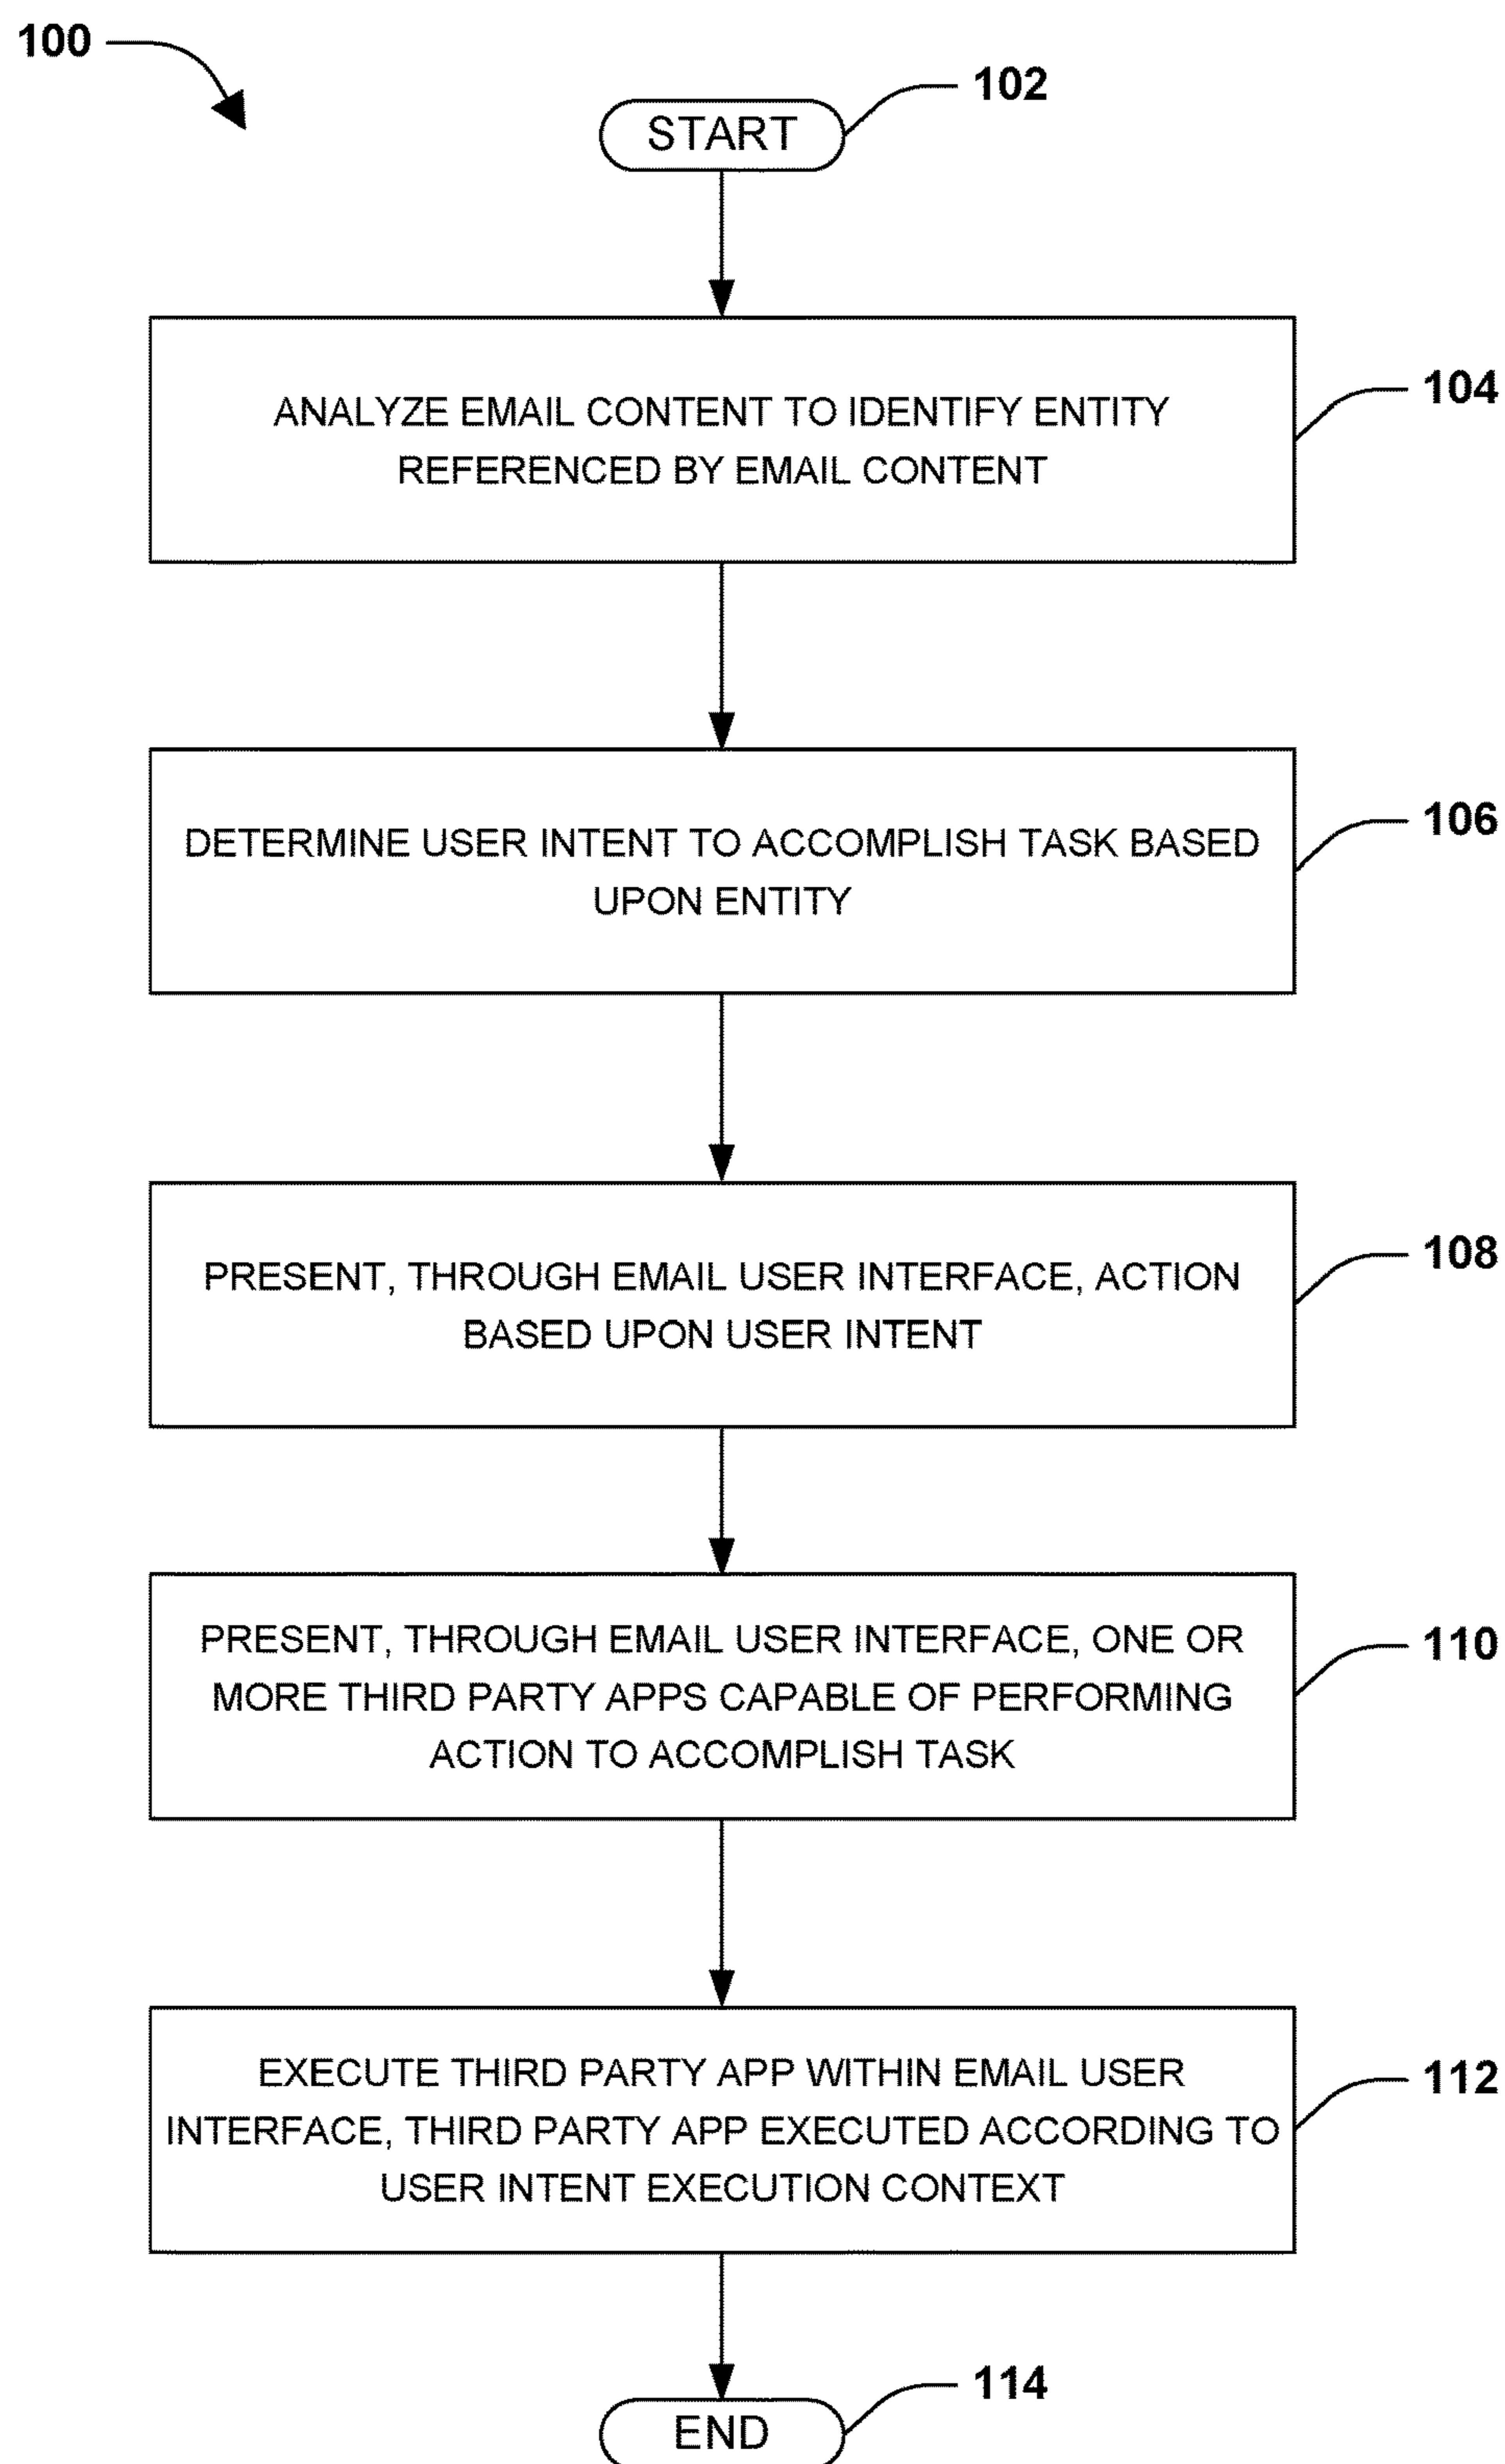 100
102
START
104
ANALYZE EMAIL CONTENT TO IDENTIFY ENTITY
REFERENCED BY EMAIL CONTENT
106
DETERMINE USER INTENT TO ACCOMPLISH TASK BASED
UPON ENTITY
108
PRESENT, THROUGH EMAIL USER INTERFACE, ACTION
BASED UPON USER INTENT
110
PRESENT, THROUGH EMAIL USER INTERFACE, ONE OR
MORE THIRD PARTY APPS CAPABLE OF PERFORMING
ACTION TO ACCOMPLISH TASK
112
EXECUTE THIRD PARTY APP WITHIN EMAIL USER
INTERFACE, THIRD PARTY APP EXECUTED ACCORDING TO
USER INTENT EXECUTION CONTEXT
114
END